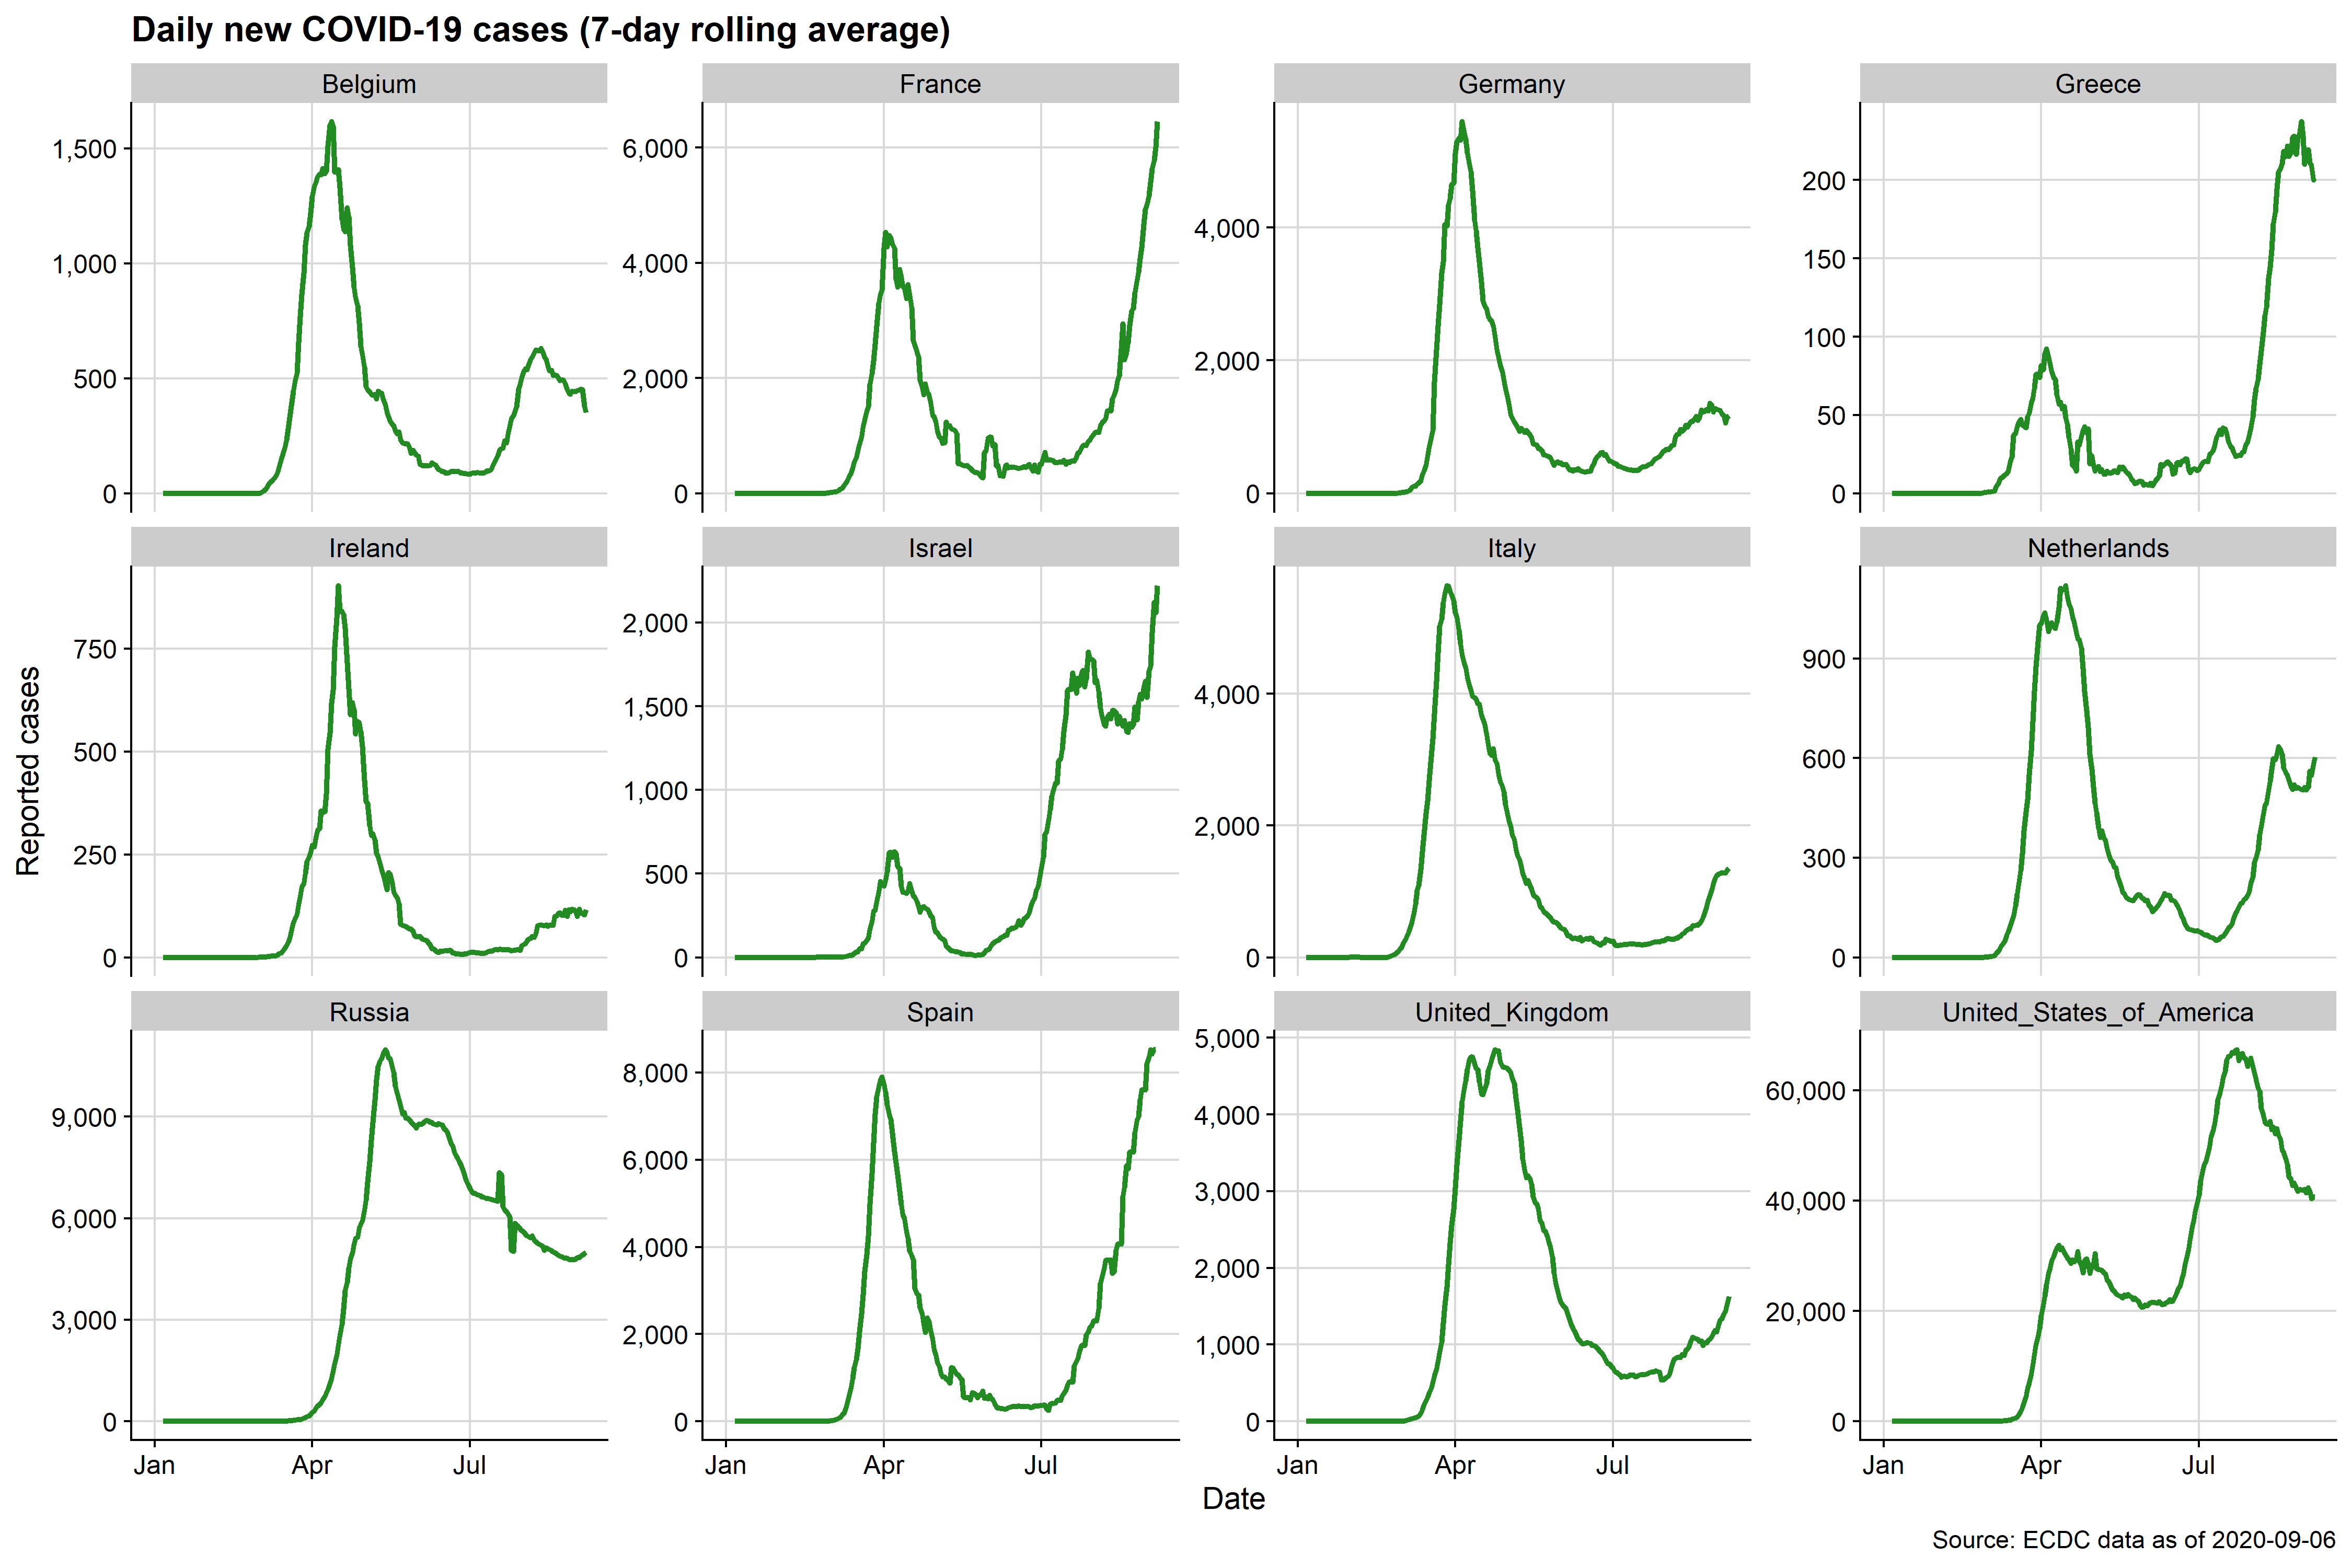 Daily new COVID-19 cases (7-day rolling average)
Belgium
France
Germany
Greece
1,500
1,000
500
0
6,000
4,000
2,000
0
4,000
2,000
0
200
150
100
50
0
Ireland
Israel
Italy
Netherlands
750
500
250
0
2,000
1,500
1,000
500
0
4,000
2,000
0
900
600
300
0
Reported cases
Russia
Spain
United_Kingdom
United_States_of_America
9,000
6,000
3,000
0
8,000
6,000
4,000
2,000
0
5,000
4,000
3,000
2,000
1,000
0
60,000
40,000
20,000
0
Jan Apr Jul
Jan Apr Jul
Jan Apr Jul
Jan Apr Jul
Date
Source: ECDC data as of 2020-09-06